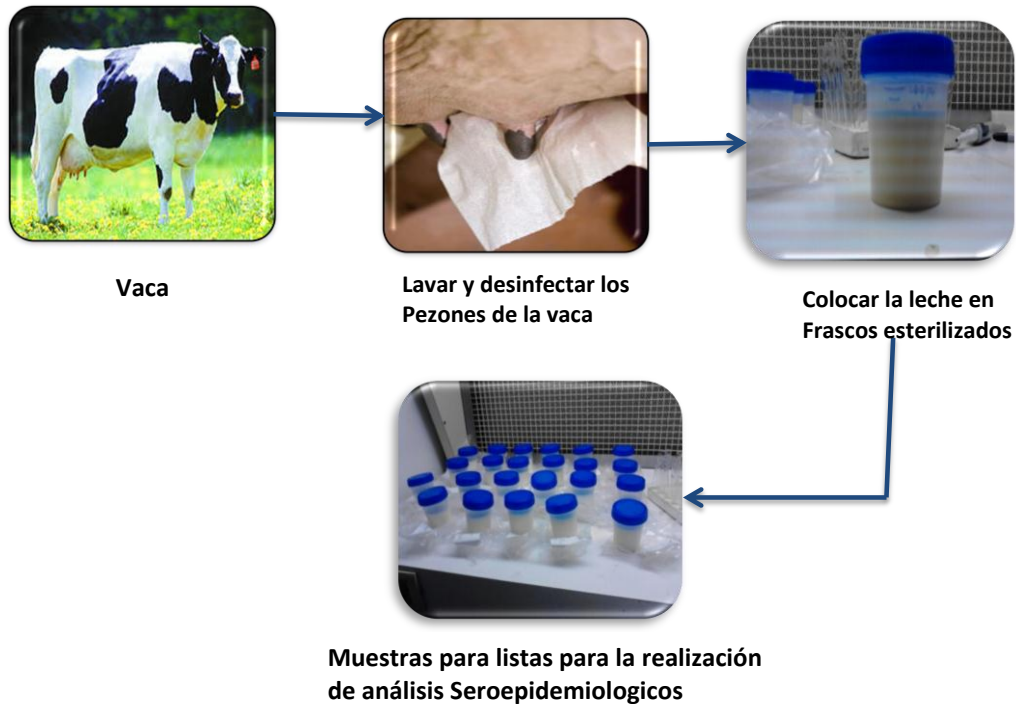 Vaca
Lavar y desinfectar los
Pezones de la vaca
Colocar la leche en
Frascos esterilizados
Muestras para listas para la realización
de análisis Seroepidemiologicos